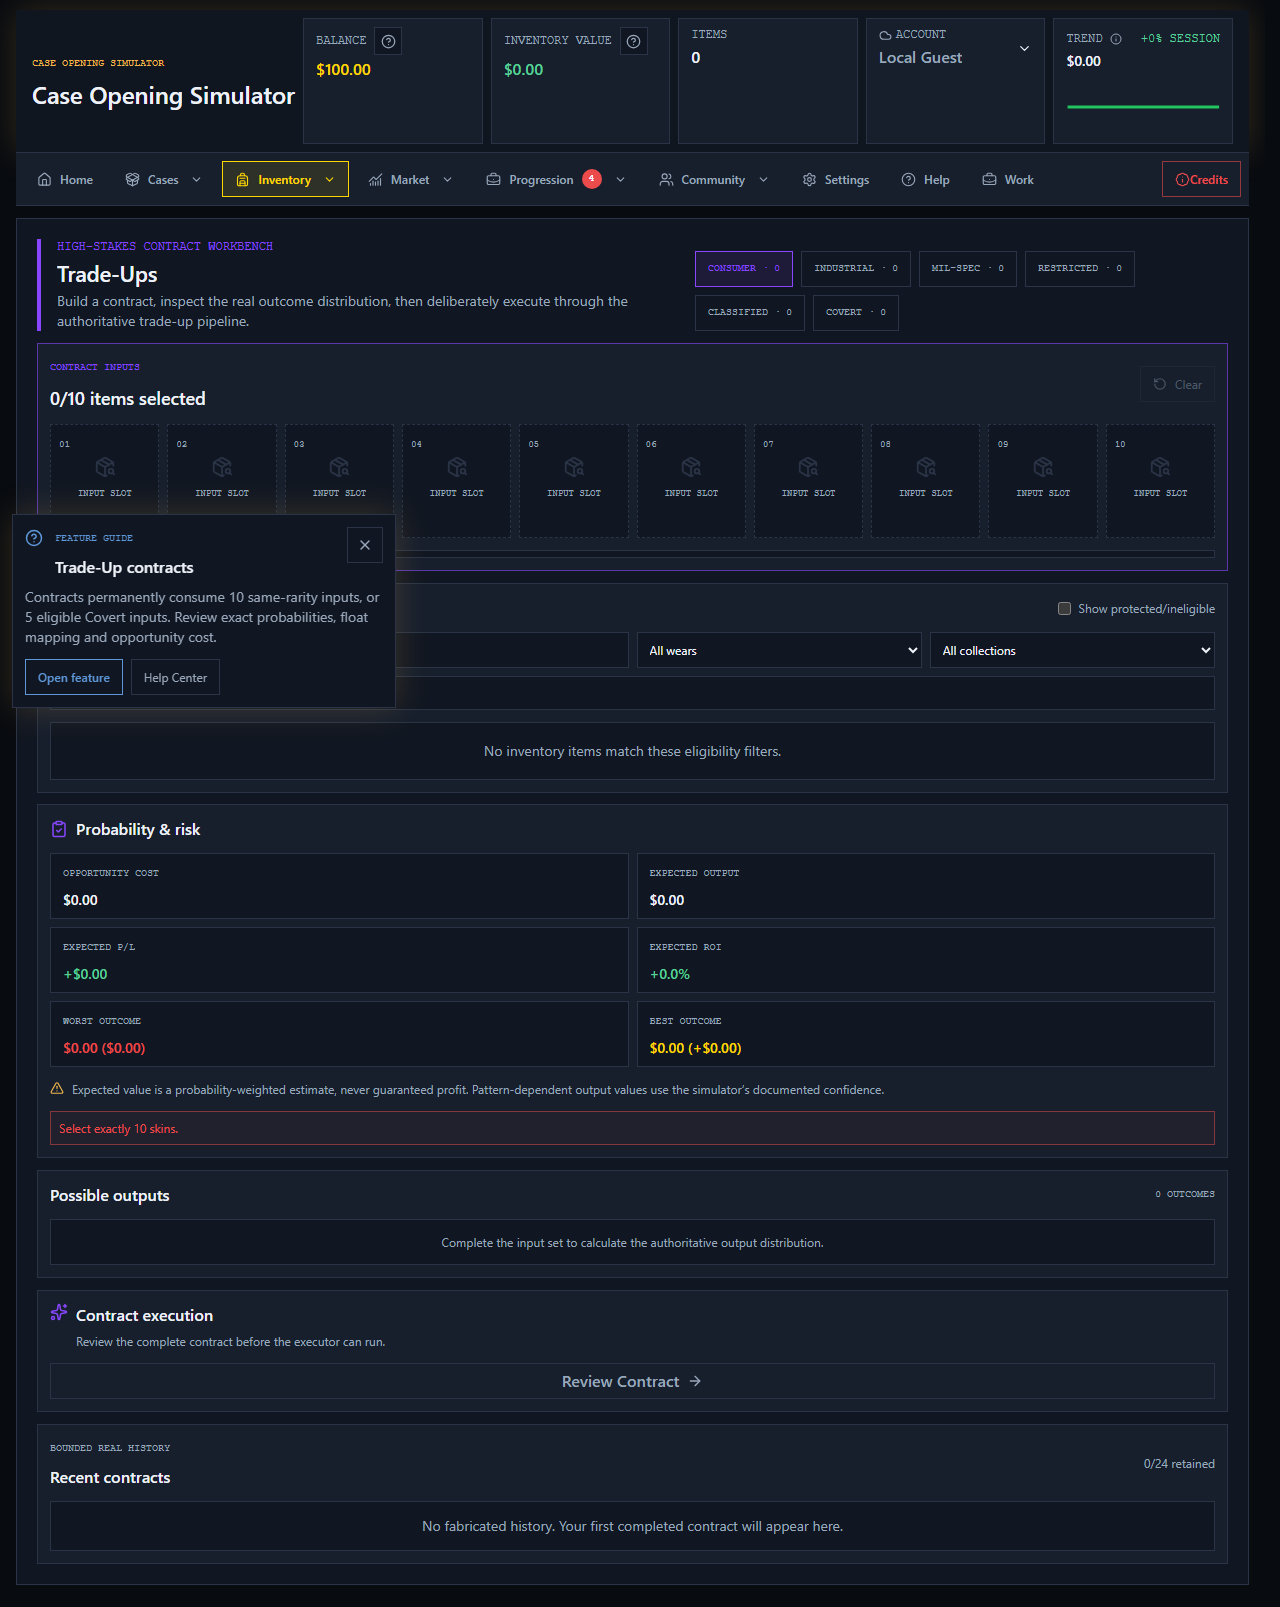 CASE OPENING SIMULATOR
Case Opening Simulator
BALANCE
$100.00
INVENTORY VALUE
$0.00
ITEMS
0
ACCOUNT
Local Guest
TREND
+0% SESSION
$0.00
Home
Cases
Inventory
Market
Progression 4
Community
Settings
Help
Work
Credits
HIGH-STAKES CONTRACT WORKBENCH
Trade-Ups
Build a contract, inspect the real outcome distribution, then deliberately execute through the
authoritative trade-up pipeline.
CONSUMER · 0
INDUSTRIAL · 0
MIL-SPEC · 0
RESTRICTED · 0
CLASSIFIED · 0
COVERT · 0
CONTRACT INPUTS
0/10 items selected
Clear
01
INPUT SLOT
02
INPUT SLOT
03
INPUT SLOT
04
INPUT SLOT
05
INPUT SLOT
06
INPUT SLOT
07
INPUT SLOT
08
INPUT SLOT
09
INPUT SLOT
10
INPUT SLOT
FEATURE GUIDE
Trade-Up contracts
Contracts permanently consume 10 same-rarity inputs, or
5 eligible Covert inputs. Review exact probabilities, float
mapping and opportunity cost.
Open feature
Help Center
Show protected/ineligible
All wears
All collections
No inventory items match these eligibility filters.
Probability & risk
OPPORTUNITY COST
$0.00
EXPECTED OUTPUT
$0.00
EXPECTED P/L
+$0.00
EXPECTED ROI
+0.0%
WORST OUTCOME
$0.00 ($0.00)
BEST OUTCOME
$0.00 (+$0.00)
Expected value is a probability-weighted estimate, never guaranteed profit. Pattern-dependent output values use the simulator's documented confidence.
Select exactly 10 skins.
Possible outputs
0 OUTCOMES
Complete the input set to calculate the authoritative output distribution.
Contract execution
Review the complete contract before the executor can run.
Review Contract →
BOUNDED REAL HISTORY
Recent contracts
0/24 retained
No fabricated history. Your first completed contract will appear here.